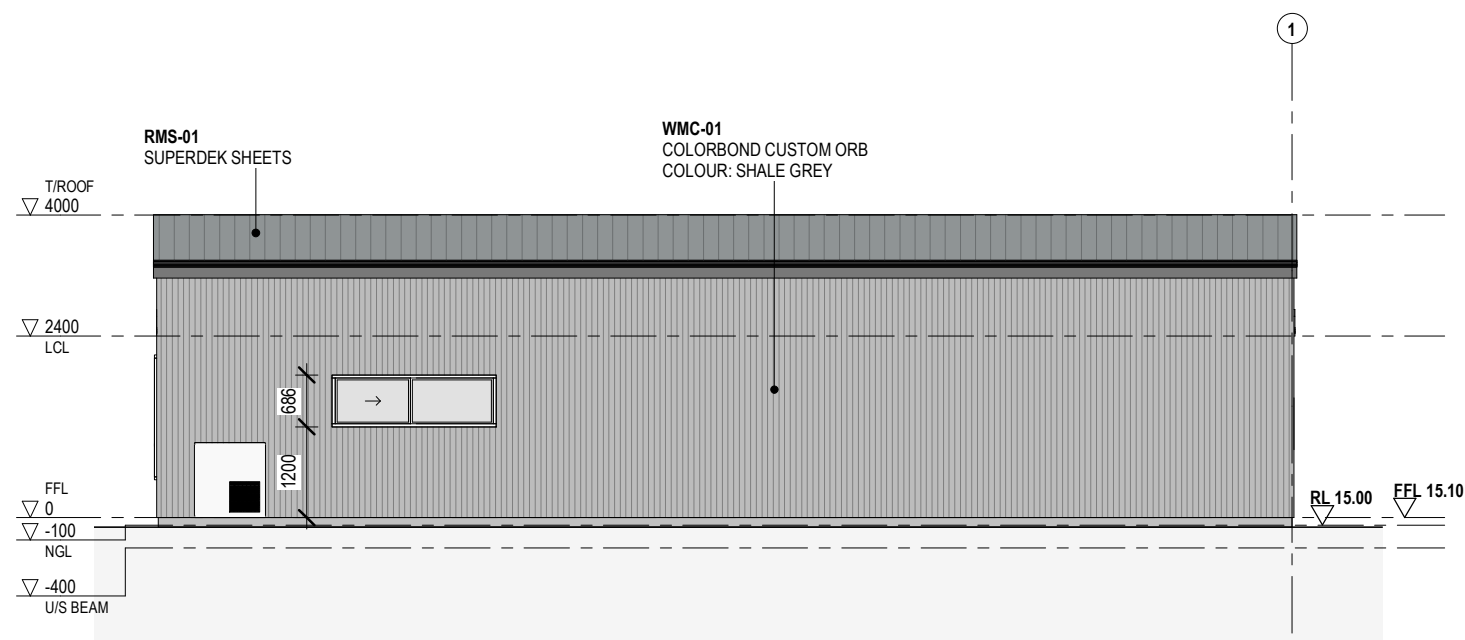 1
RMS-01
SUPERDEK SHEETS
WMC-01
COLORBOND CUSTOM ORB
COLOUR: SHALE GREY
T/ROOF
4000
2400
LCL
686
1200
FFL
0
-100
NGL
-400
U/S BEAM
RL 15.00
FFL 15.10